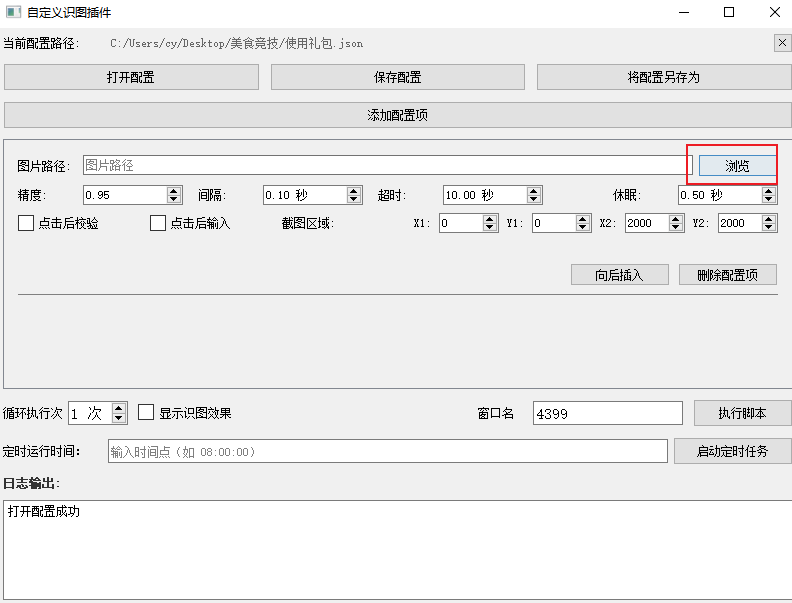 自定义识图插件
当前配置路径: C:/Users/cy/Desktop/美食竞技/使用礼包.json
打开配置 保存配置 将配置另存为
添加配置项
图片路径: 图片路径 浏览
精度: 0.95 间隔: 0.10 秒 超时: 10.00 秒 休眠: 0.50 秒
点击后校验 点击后输入 截图区域: X1: 0 Y1: 0 X2: 2000 Y2: 2000
向后插入 删除配置项
循环执行次 1 次 显示识图效果 窗口名 4399 执行脚本
定时运行时间: 输入时间点（如 08:00:00） 启动定时任务
日志输出:
打开配置成功